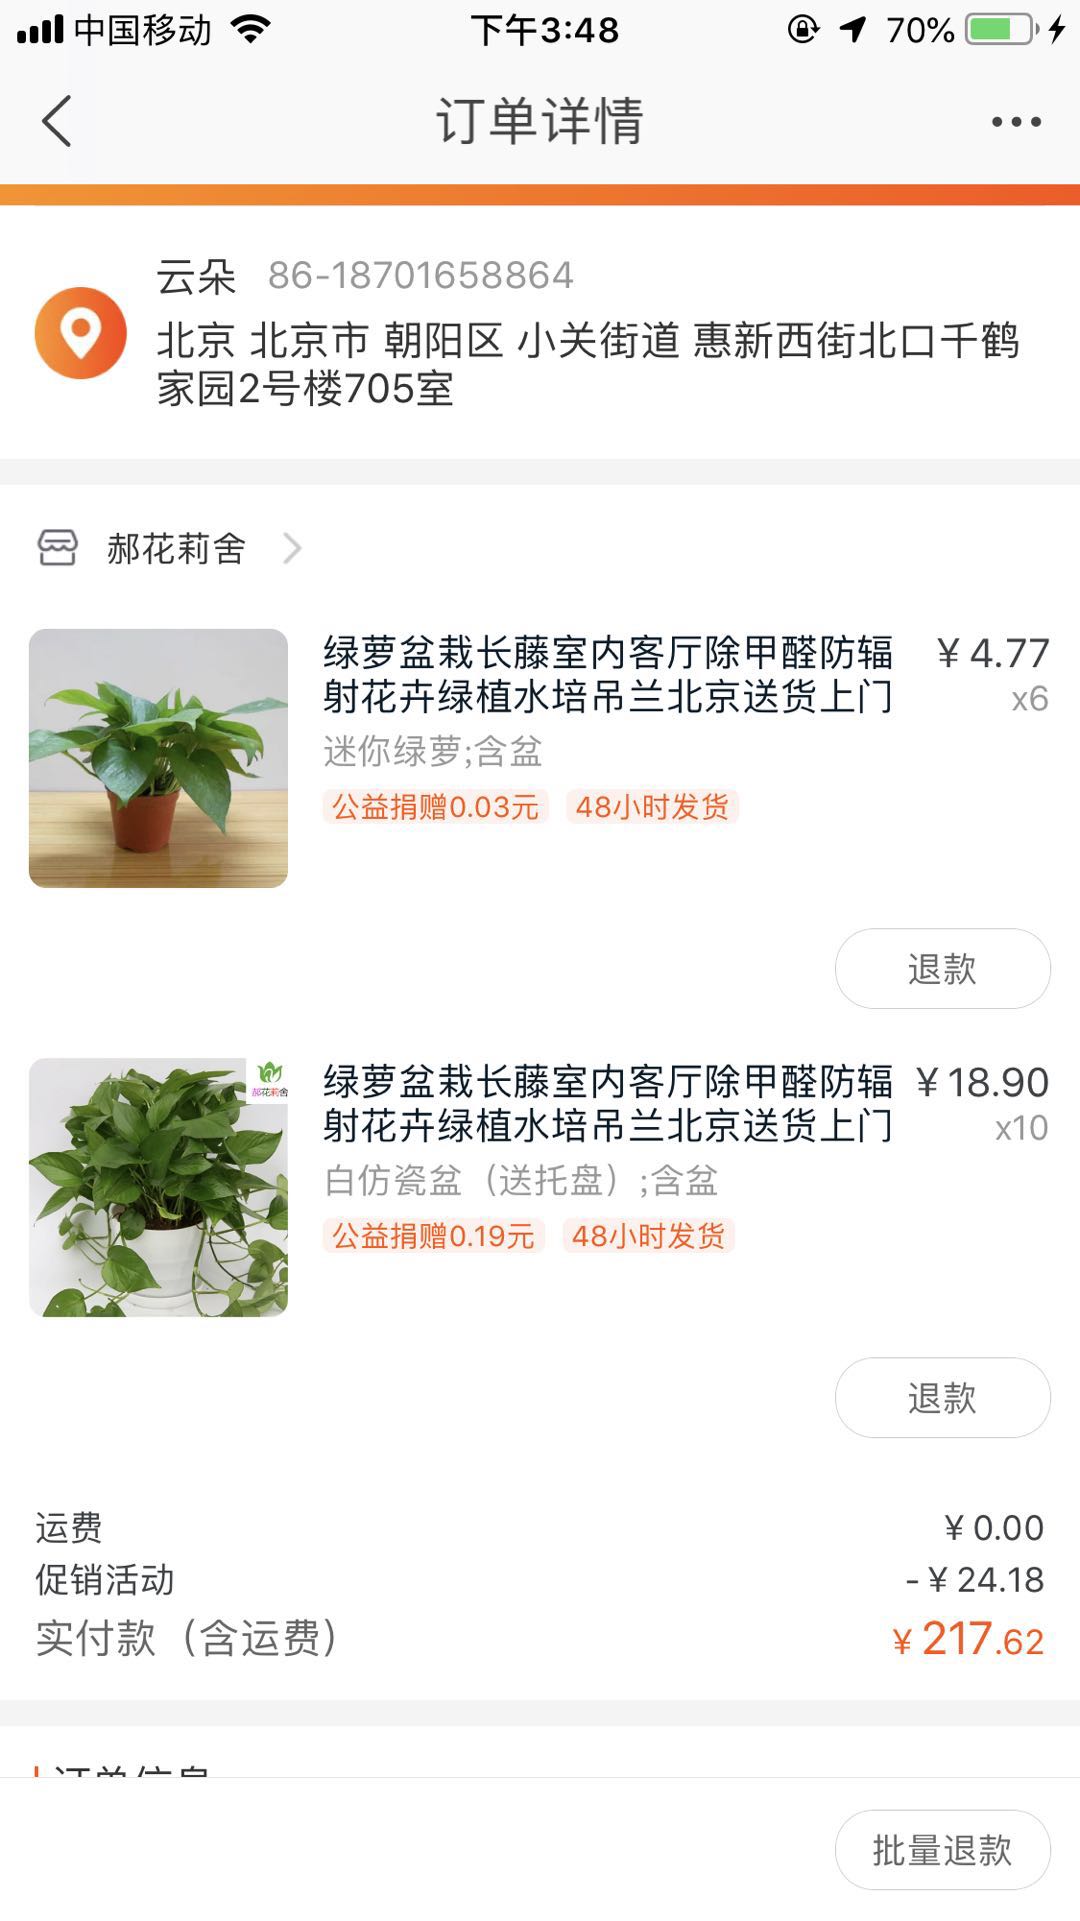 中国移动 下午3:48 70%
订单详情
云朵 86-18701658864
北京 北京市 朝阳区 小关街道 惠新西街北口千鹤
家园2号楼705室
郝花莉舍
绿萝盆栽长藤室内客厅除甲醛防辐 ¥4.77
射花卉绿植水培吊兰北京送货上门 x6
迷你绿萝;含盆
公益捐赠0.03元 48小时发货
退款
郝花莉舍
绿萝盆栽长藤室内客厅除甲醛防辐 ¥18.90
射花卉绿植水培吊兰北京送货上门 x10
白仿瓷盆（送托盘）;含盆
公益捐赠0.19元 48小时发货
退款
运费 ¥0.00
促销活动 -¥24.18
实付款（含运费） ¥217.62
订单信息
批量退款